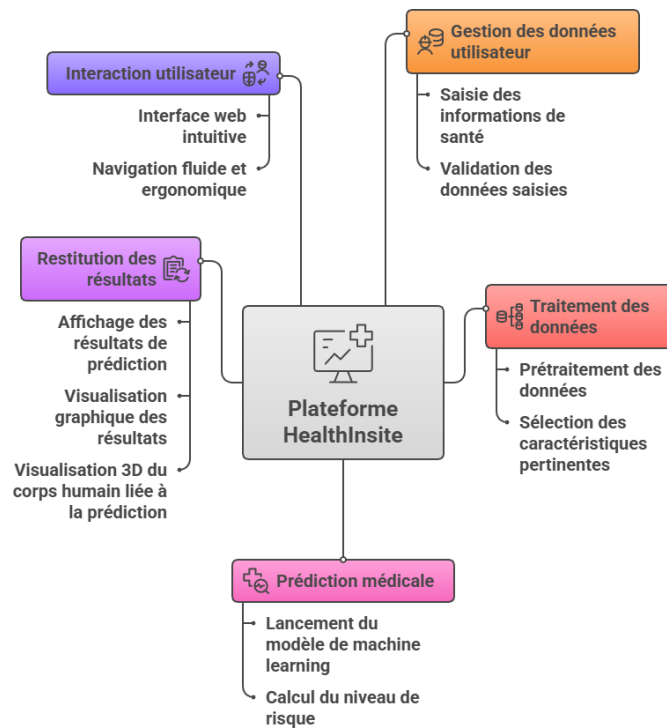 Interaction utilisateur
Interface web
intuitive
Navigation fluide et
ergonomique
Gestion des données
utilisateur
Saisie des
informations de
santé
Validation des
données saisies
Restitution des
résultats
Affichage des
résultats de
prédiction
Visualisation
graphique des
résultats
Visualisation 3D du
corps humain liée à
la prédiction
Plateforme
HealthInsite
Traitement des
données
Prétraitement des
données
Sélection des
caractéristiques
pertinentes
Prédiction médicale
Lancement du
modèle de machine
learning
Calcul du niveau de
risque